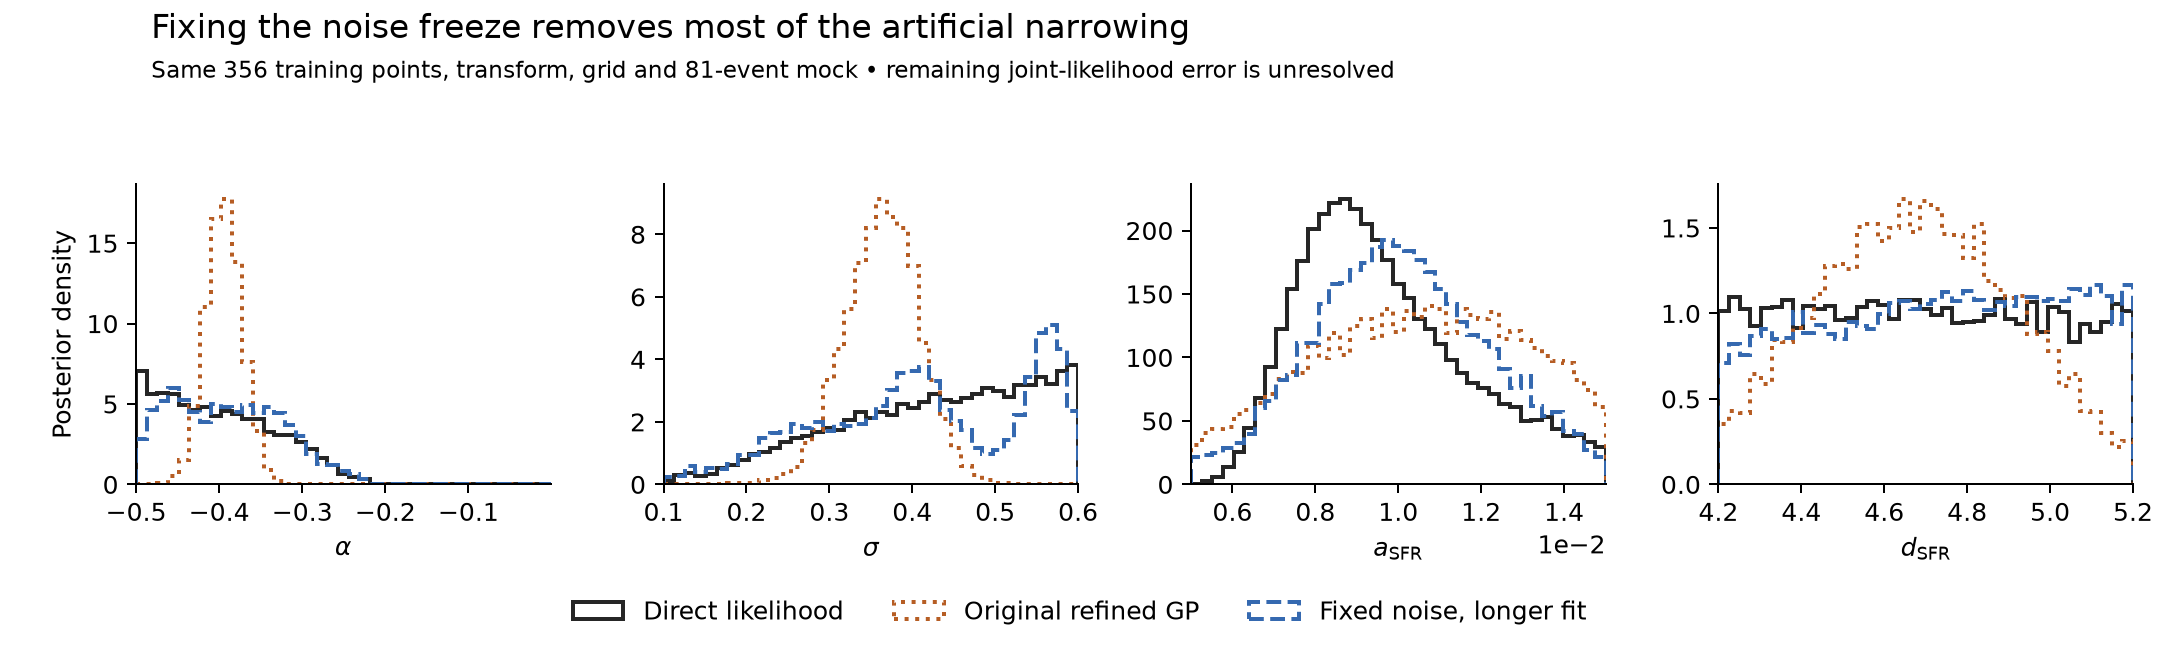 Fixing the noise freeze removes most of the artificial narrowing
Same 356 training points, transform, grid and 81-event mock • remaining joint-likelihood error is unresolved
Posterior density
15
10
5
0
−0.5 −0.4 −0.3 −0.2 −0.1
α
8
6
4
2
0
0.1 0.2 0.3 0.4 0.5 0.6
σ
200
150
100
50
0
0.6 0.8 1.0 1.2 1.4
1e−2
aSFR
1.5
1.0
0.5
0.0
4.2 4.4 4.6 4.8 5.0 5.2
dSFR
Direct likelihood Original refined GP Fixed noise, longer fit